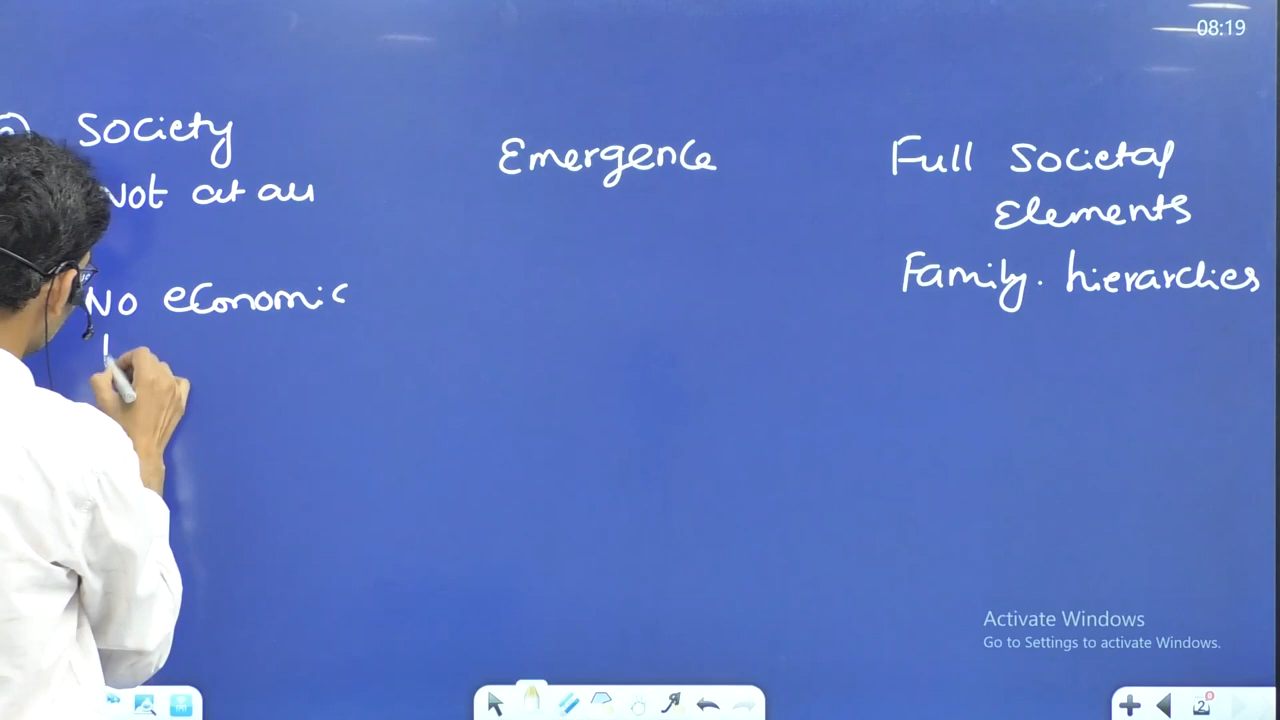 08:19
Society
Not at all
No economic
Emergence
Full Societal
Elements
Family. hierarchies
Activate Windows
Go to Settings to activate Windows.
2